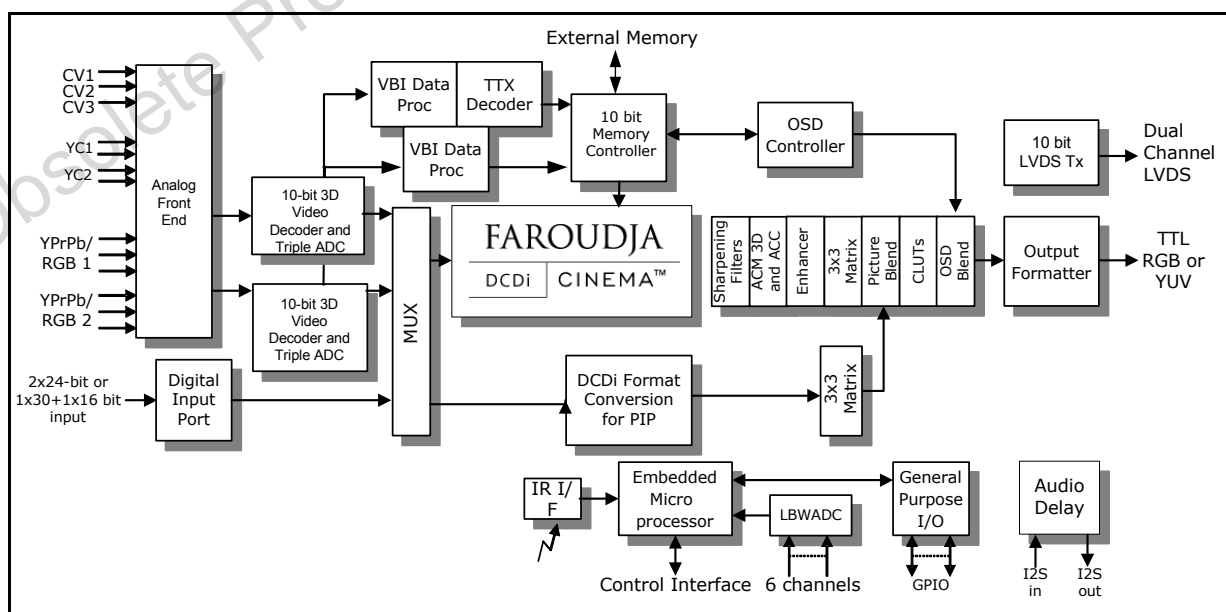 Obsolete Pro
External Memory
CV1
CV2
CV3
YC1
YC2
YPrPb/
RGB 1
YPrPb/
RGB 2
Analog
Front
End
VBI Data
Proc
TTX
Decoder
VBI Data
Proc
10 bit
Memory
Controller
OSD
Controller
10 bit
LVDS Tx
Dual
Channel
LVDS
10-bit 3D
Video
Decoder and
Triple ADC
10-bit 3D
Video
Decoder and
Triple ADC
MUX
FAROUDJA
DCDi CINEMA™
Sharpening
Filters
ACM 3D
and ACC
Enhancer
3x3
Matrix
Picture
Blend
CLUTs
OSD
Blend
Output
Formatter
TTL
RGB or
YUV
2x24-bit or
1x30+1x16 bit
input
Digital
Input
Port
DCDi Format
Conversion
for PIP
3x3
Matrix
IR I/
F
Embedded
Micro
processor
LBWADC
General
Purpose
I/O
Audio
Delay
Control Interface
6 channels
GPIO
I2S
in
I2S
out